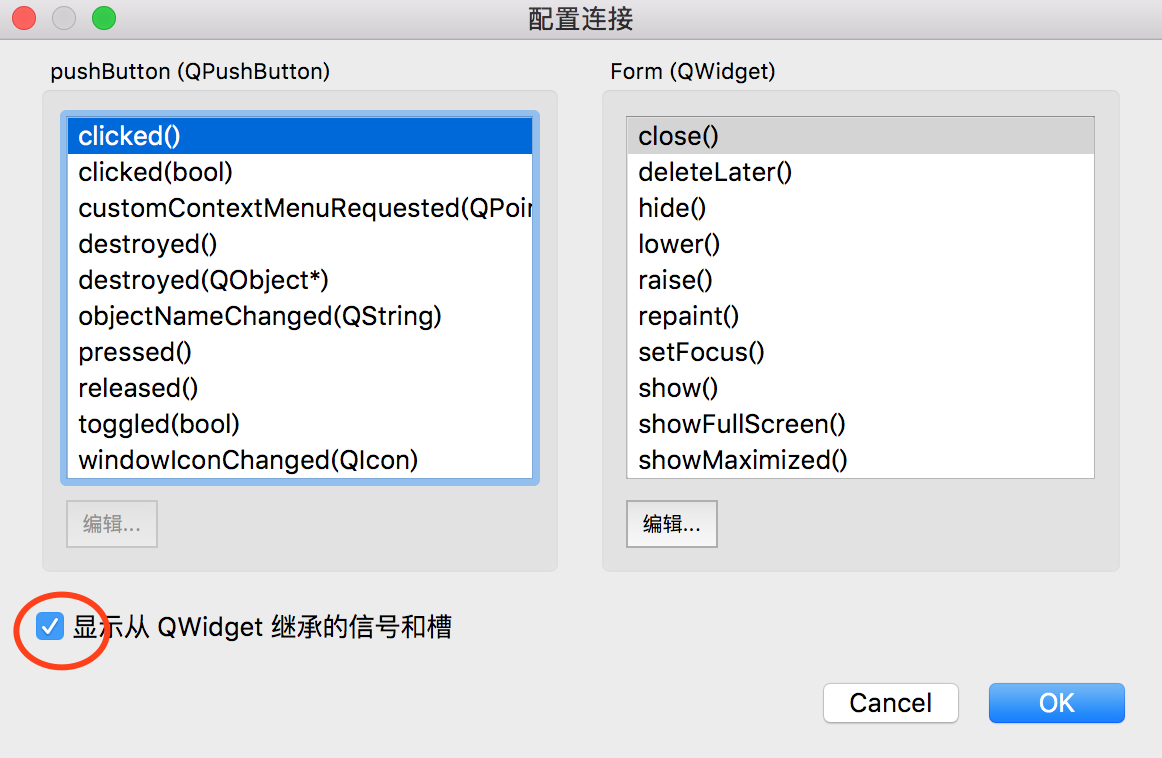 配置连接
pushButton (QPushButton)
clicked()
clicked(bool)
customContextMenuRequested(QPoin
destroyed()
destroyed(QObject*)
objectNameChanged(QString)
pressed()
released()
toggled(bool)
windowIconChanged(QIcon)
编辑...
Form (QWidget)
close()
deleteLater()
hide()
lower()
raise()
repaint()
setFocus()
show()
showFullScreen()
showMaximized()
编辑...
显示从 QWidget 继承的信号和槽
Cancel
OK